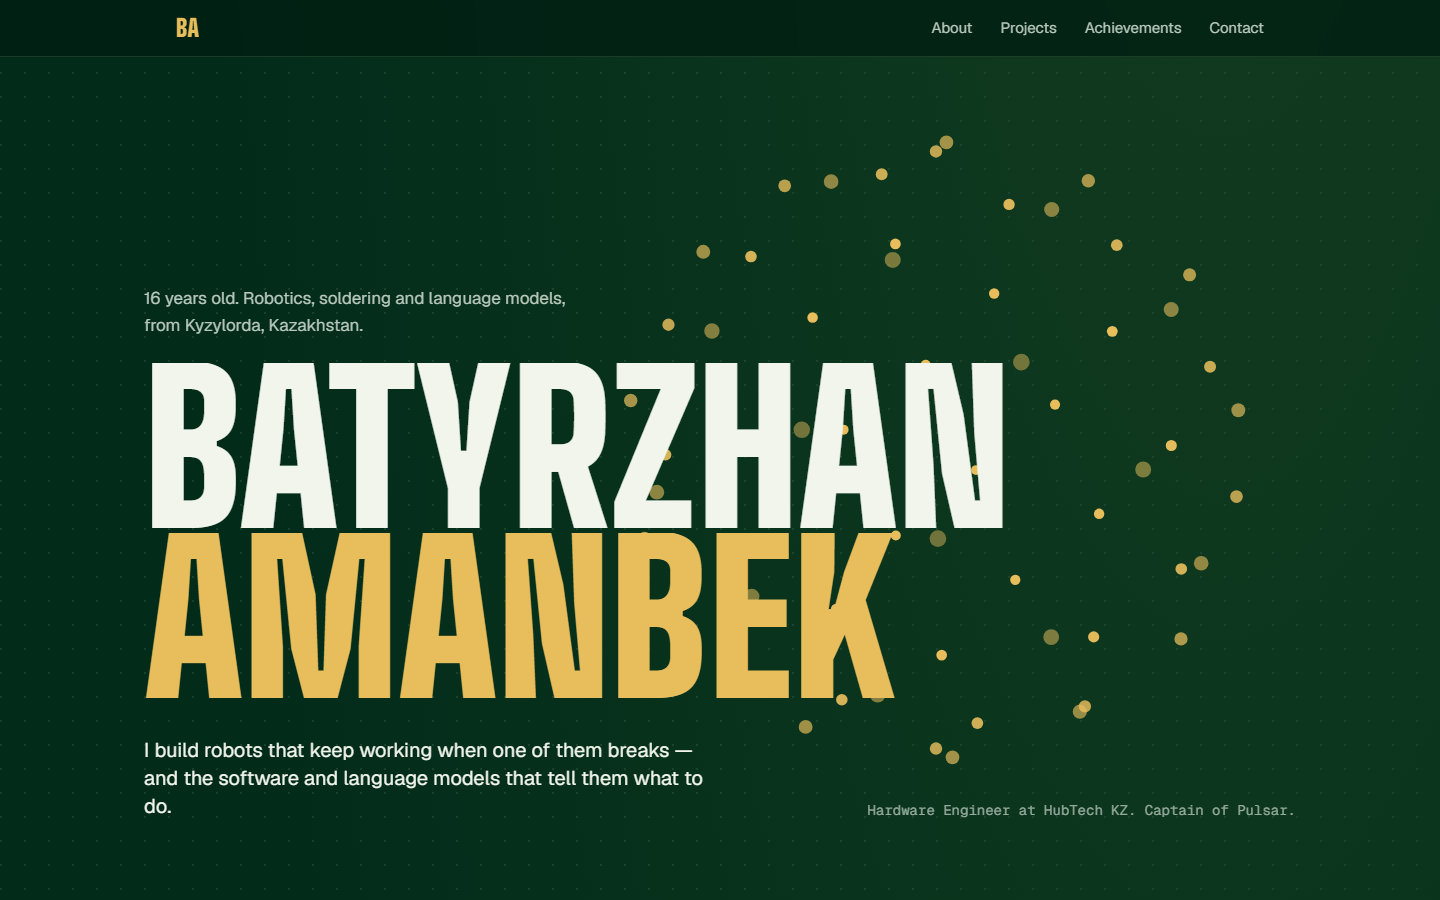 BA
About
Projects
Achievements
Contact
16 years old. Robotics, soldering and language models,
from Kyzylorda, Kazakhstan.
BATYRZHAN
AMANBEK
I build robots that keep working when one of them breaks —
and the software and language models that tell them what to
do.
Hardware Engineer at HubTech KZ. Captain of Pulsar.